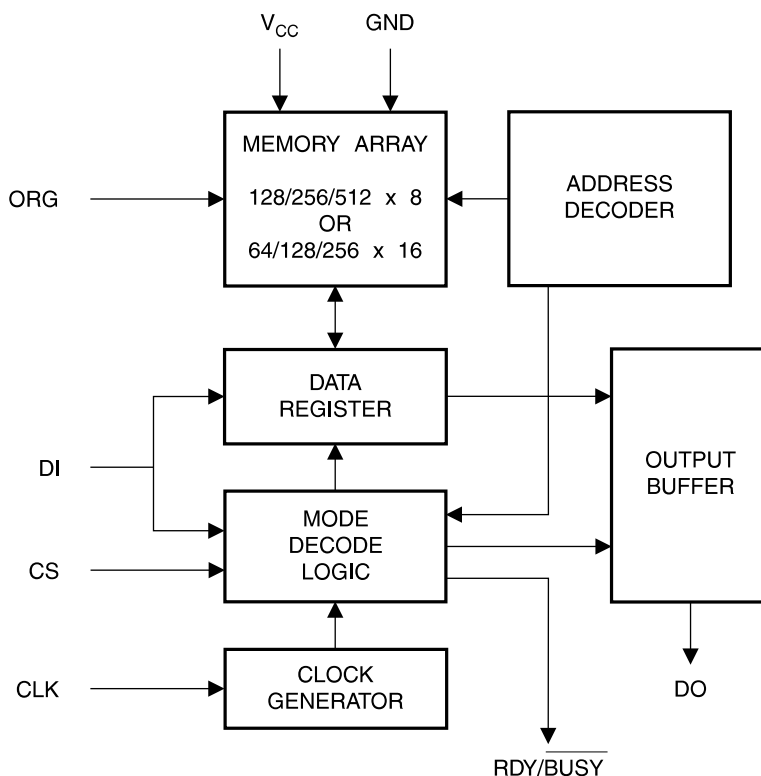 VCC
GND
MEMORY ARRAY
128/256/512 x 8
OR
64/128/256 x 16
ORG
ADDRESS
DECODER
DATA
REGISTER
DI
OUTPUT
BUFFER
MODE
DECODE
LOGIC
CS
CLOCK
GENERATOR
CLK
DO
RDY/BUSY